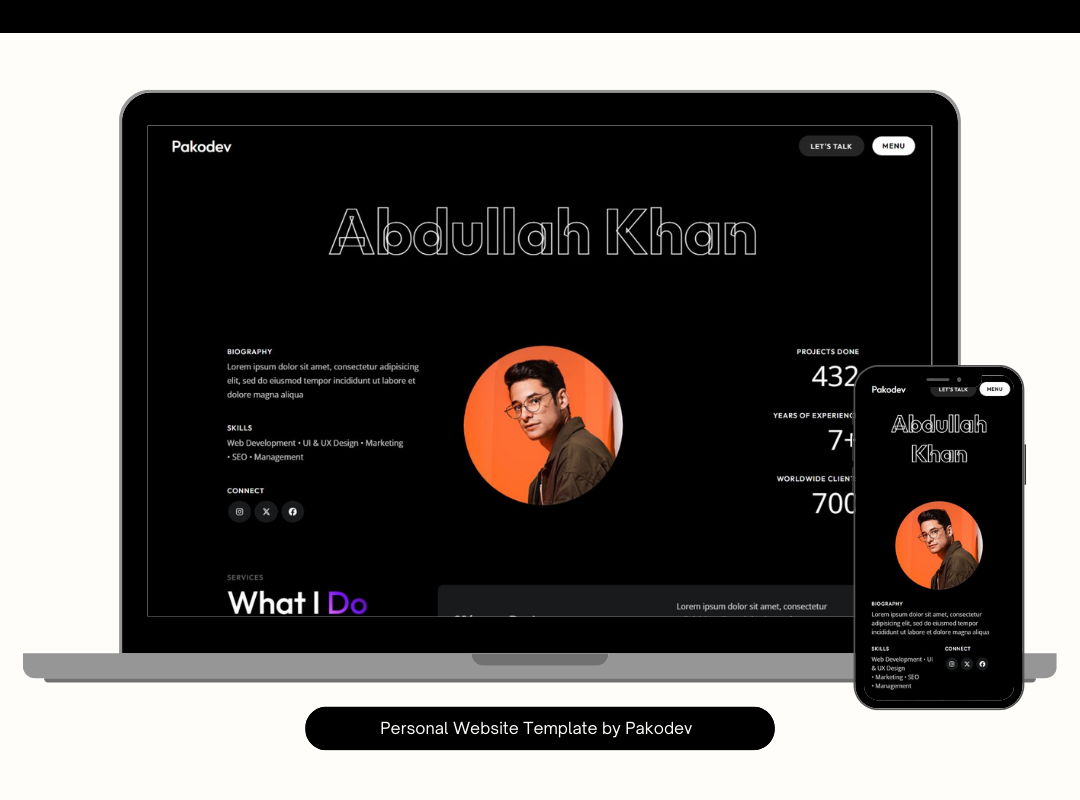 Pakodev
LET'S TALK
MENU
Abdullah Khan
BIOGRAPHY
Lorem ipsum dolor sit amet, consectetur adipisicing
elit, sed do eiusmod tempor incididunt ut labore et
dolore magna aliqua
SKILLS
Web Development • UI & UX Design • Marketing
• SEO • Management
CONNECT
PROJECTS DONE
432
YEARS OF EXPERIENC
7+
WORLDWIDE CLIEN
700
SERVICES
What I Do
Lorem ipsum dolor sit amet, consectetur
Pakodev
LET'S TALK
MENU
Abdullah
Khan
BIOGRAPHY
Lorem ipsum dolor sit amet, consectetur
adipisicing elit, sed do eiusmod tempor
incididunt ut labore et dolore magna aliqua
SKILLS
Web Development • UI
& UX Design
• Marketing • SEO
• Management
CONNECT
Personal Website Template by Pakodev